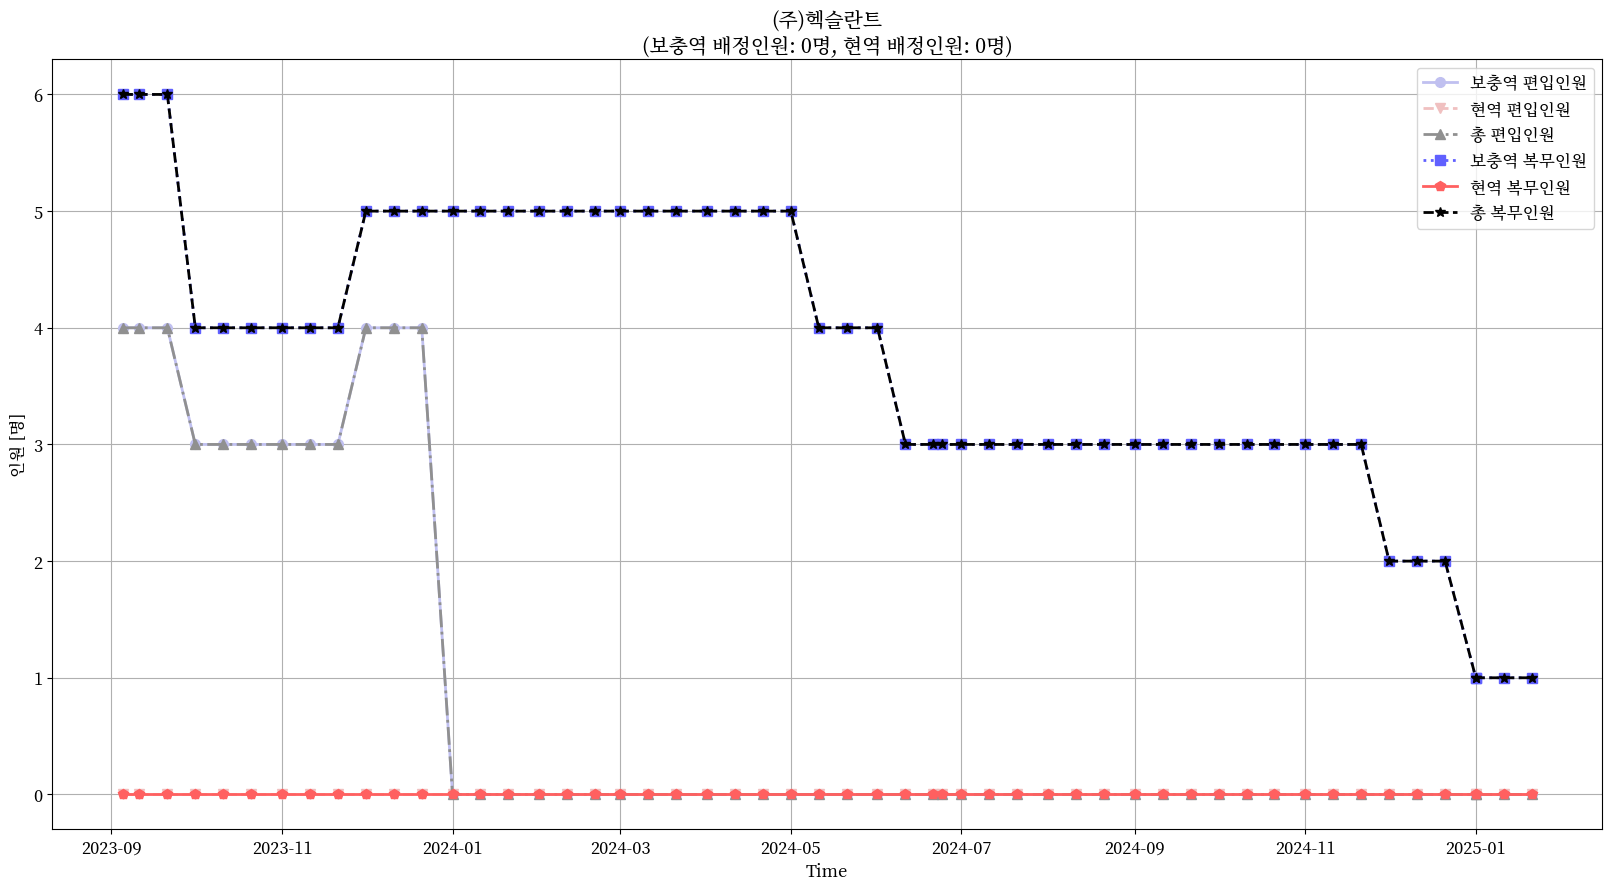 (주)헥슬란트
(보충역 배정인원: 0명, 현역 배정인원: 0명)
보충역 편입인원
현역 편입인원
총 편입인원
보충역 복무인원
현역 복무인원
총 복무인원
인원 [명]
6
5
4
3
2
1
0
2023-09
2023-11
2024-01
2024-03
2024-05
2024-07
2024-09
2024-11
2025-01
Time